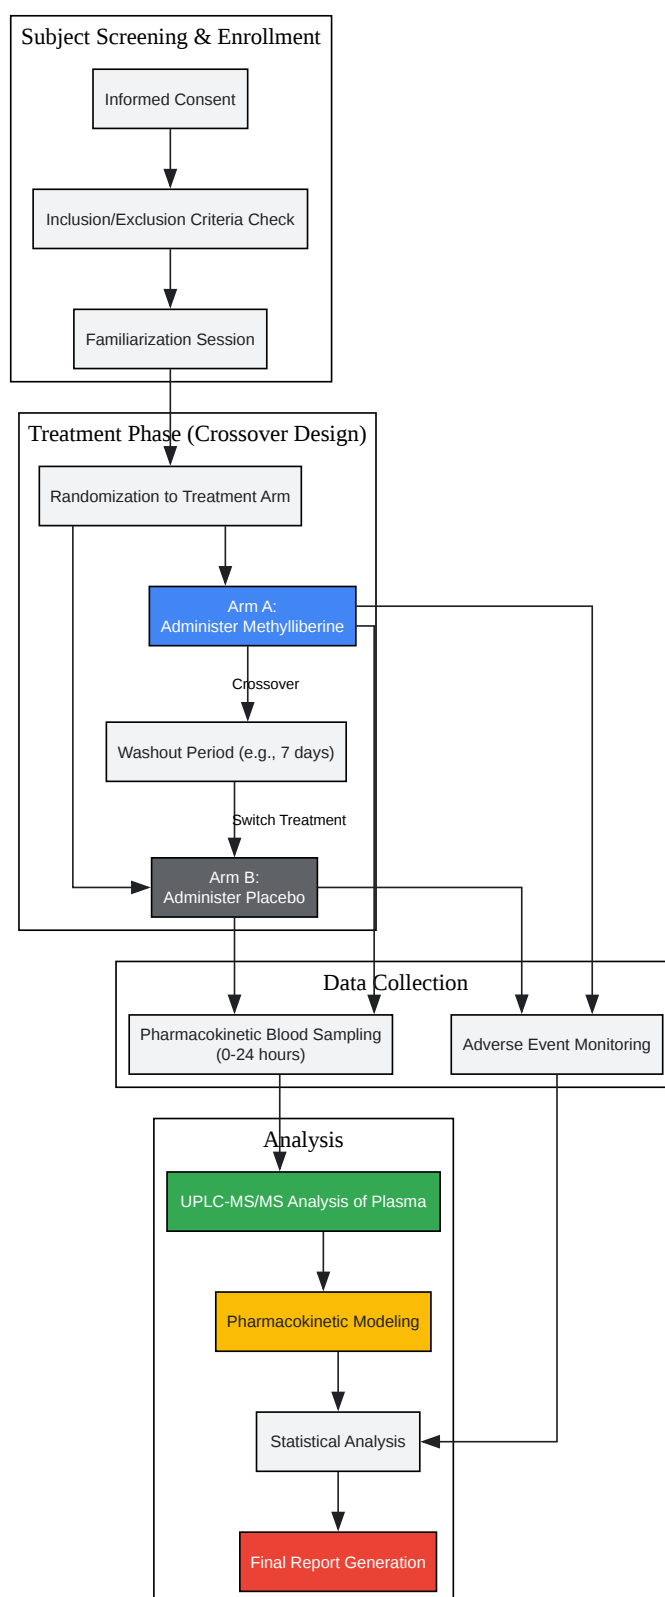 Subject Screening & Enrollment
Informed Consent
Inclusion/Exclusion Criteria Check
Familiarization Session
Treatment Phase (Crossover Design)
Randomization to Treatment Arm
Arm A:
Administer Methylliberine
Crossover
Washout Period (e.g., 7 days)
Switch Treatment
Arm B:
Administer Placebo
Data Collection
Pharmacokinetic Blood Sampling
(0-24 hours)
Adverse Event Monitoring
Analysis
UPLC-MS/MS Analysis of Plasma
Pharmacokinetic Modeling
Statistical Analysis
Final Report Generation